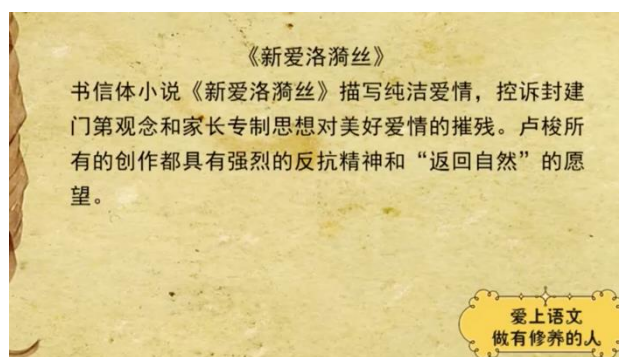 《新爱洛漪丝》
书信体小说《新爱洛漪丝》描写纯洁爱情，控诉封建
门第观念和家长专制思想对美好爱情的摧残。卢梭所
有的创作都具有强烈的反抗精神和“返回自然”的愿
望。
爱上语文
做有修养的人